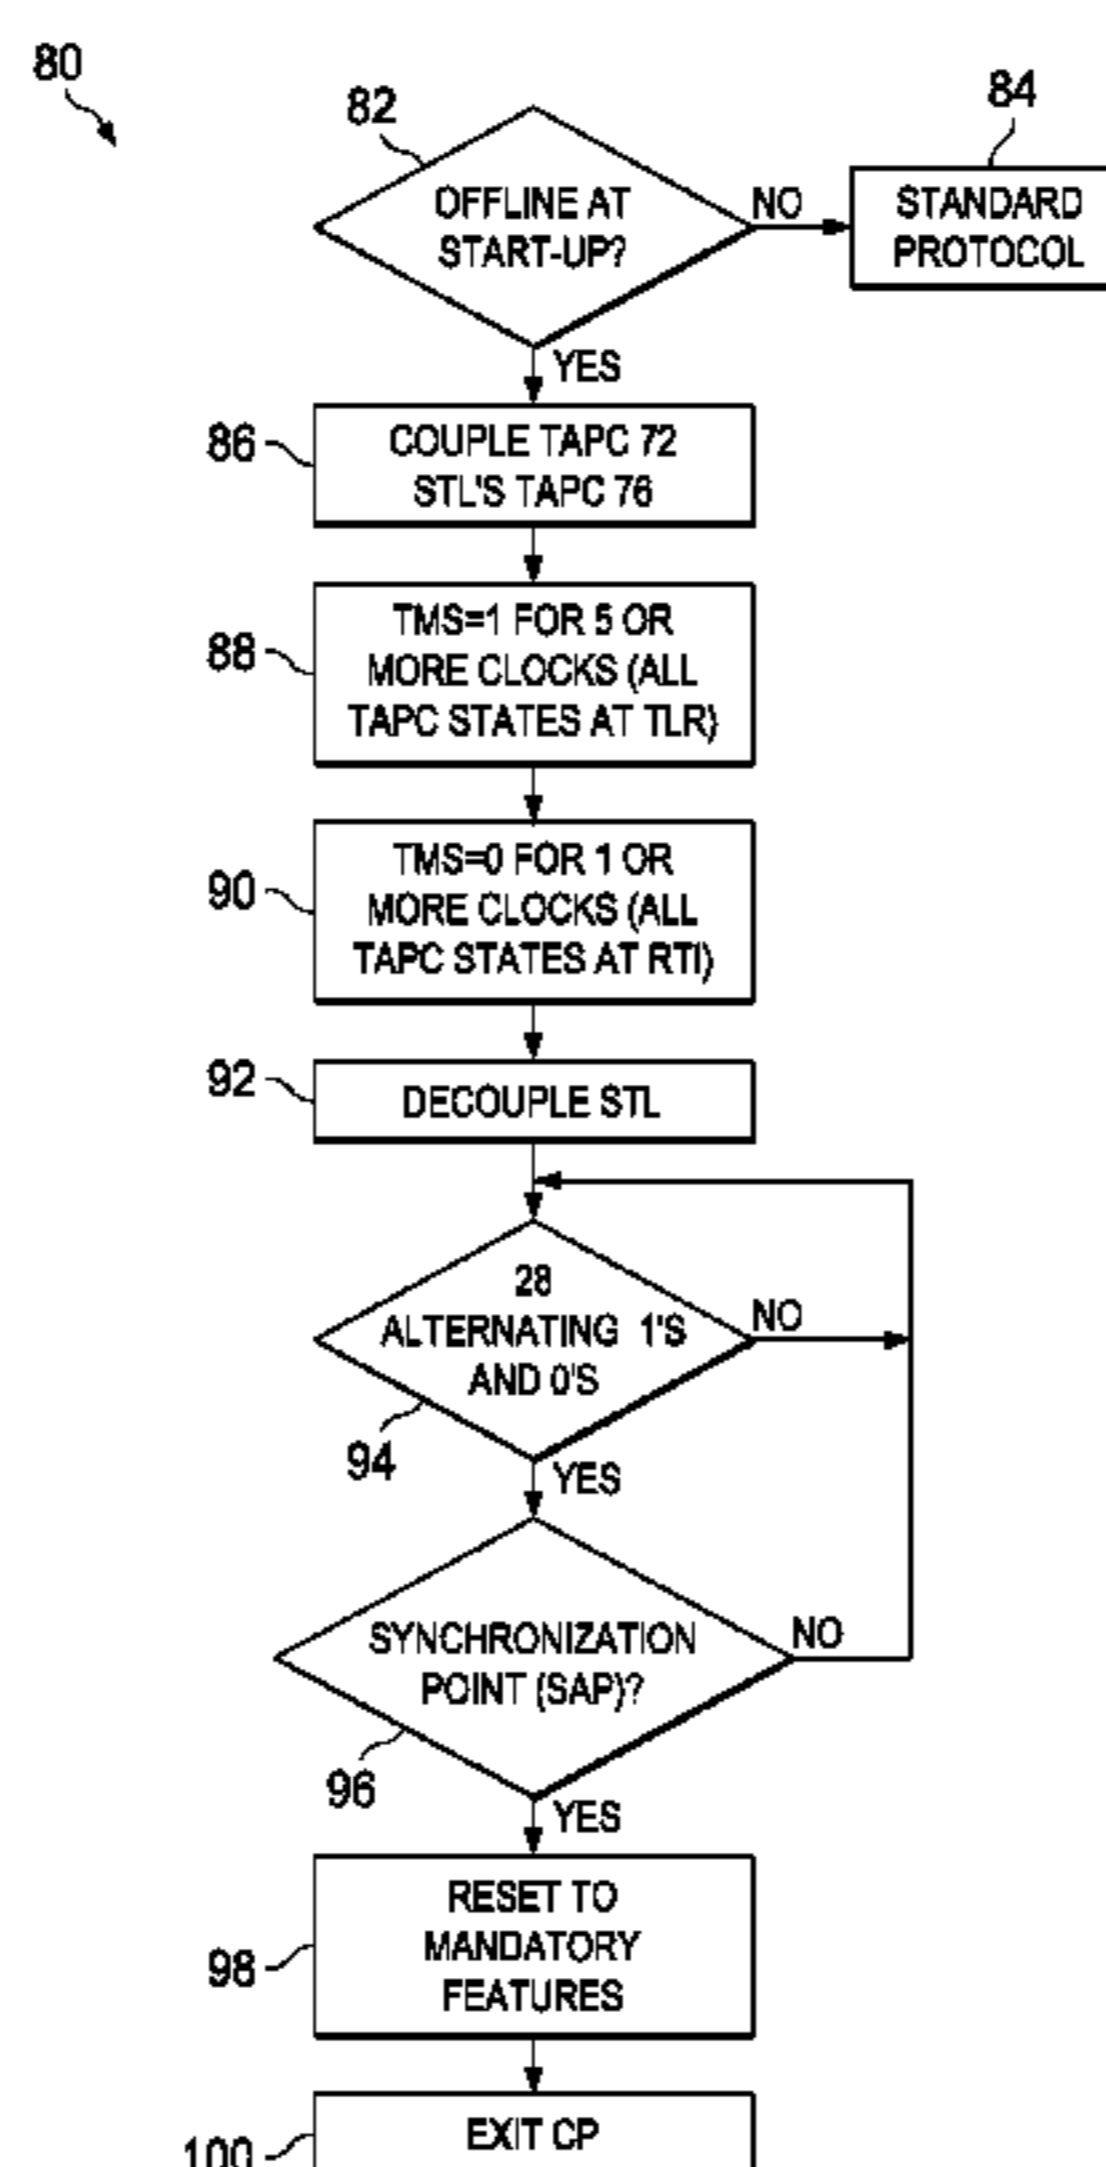 80
82
84
OFFLINE AT
START-UP?
NO
STANDARD
PROTOCOL
YES
86
COUPLE TAPC 72
STL'S TAPC 76
88
TMS=1 FOR 5 OR
MORE CLOCKS (ALL
TAPC STATES AT TLR)
90
TMS=0 FOR 1 OR
MORE CLOCKS (ALL
TAPC STATES AT RTI)
92
DECOUPLE STL
28
ALTERNATING 1'S
AND 0'S
NO
94
YES
SYNCHRONIZATION
POINT (SAP)?
NO
96
YES
98
RESET TO
MANDATORY
FEATURES
100
EXIT CP